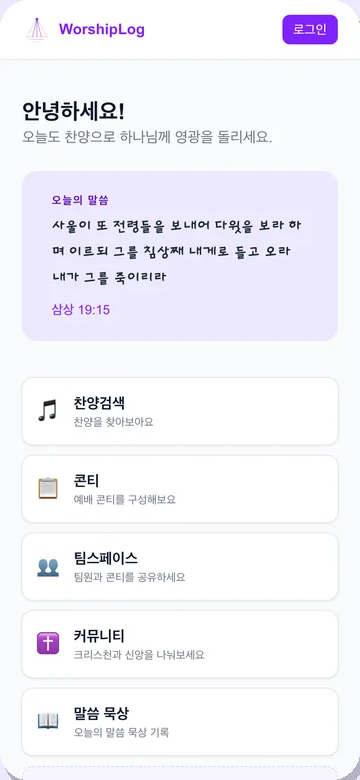 WorshipLog
로그인
안녕하세요!
오늘도 찬양으로 하나님께 영광을 돌리세요.
오늘의 말씀
사울이 또 전령들을 보내어 다윗을 보라 하
며 이르되 그를 침상째 내게로 들고 오라
내가 그를 죽이리라
삼상 19:15
찬양검색
찬양을 찾아보아요
콘티
예배 콘티를 구성해보요
팀스페이스
팀원과 콘티를 공유하세요
커뮤니티
크리스천과 신앙을 나눠보세요
말씀 묵상
오늘의 말씀 묵상 기록